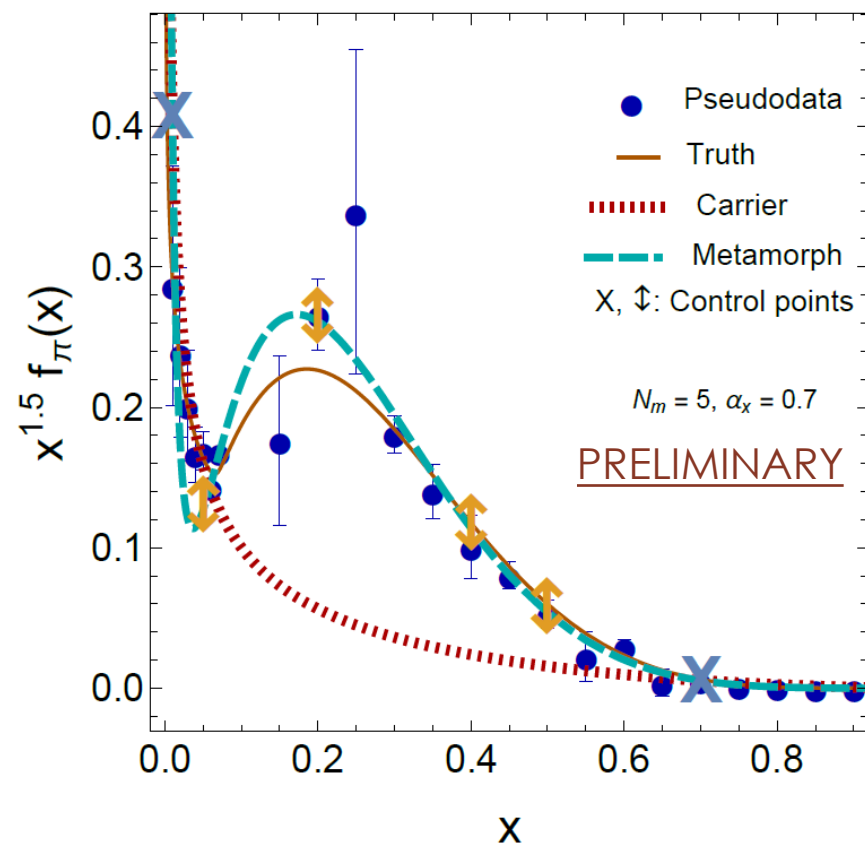 Pseudodata
Truth
Carrier
Metamorph
X, ↕: Control points
N_m = 5, α_x = 0.7
PRELIMINARY
x^1.5 f_π(x)
0.4
0.3
0.2
0.1
0.0
0.0 0.2 0.4 0.6 0.8
x
X
X